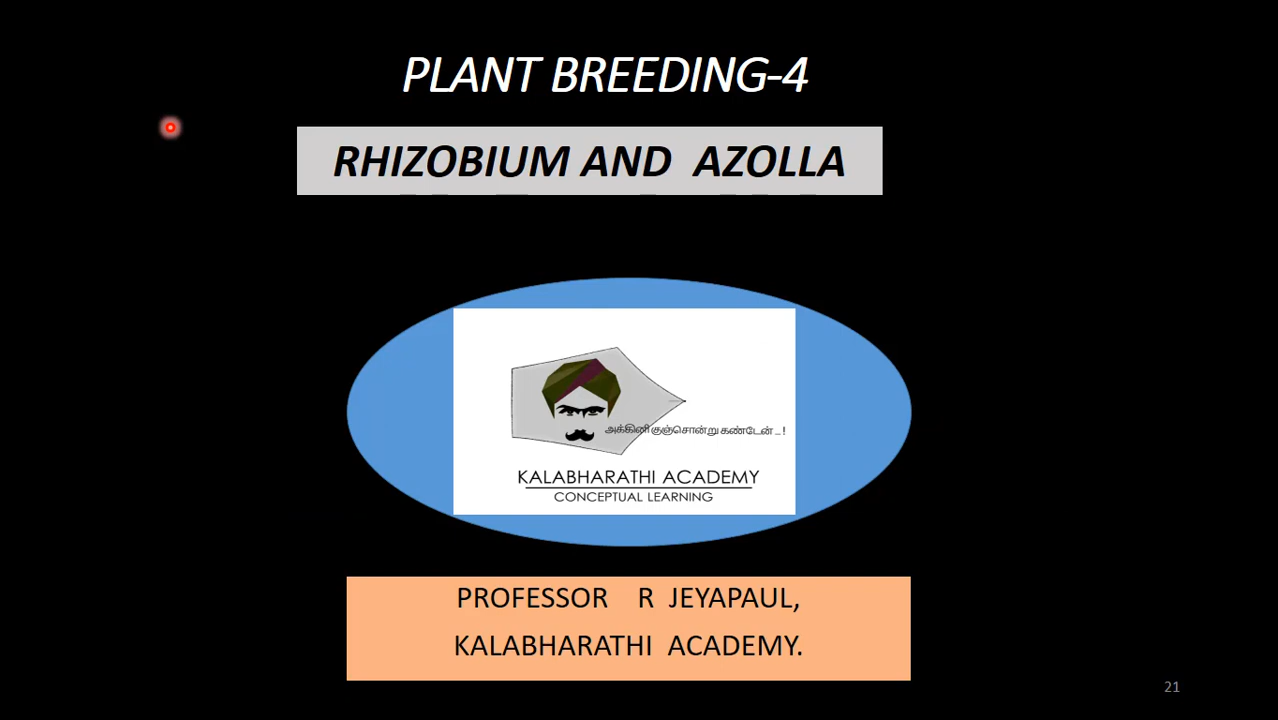 PLANT BREEDING-4
RHIZOBIUM AND AZOLLA
அக்கினி குஞ்சொன்று கண்டேன் ...!
KALABHARATHI ACADEMY
CONCEPTUAL LEARNING
PROFESSOR R JEYAPAUL,
KALABHARATHI ACADEMY.
21